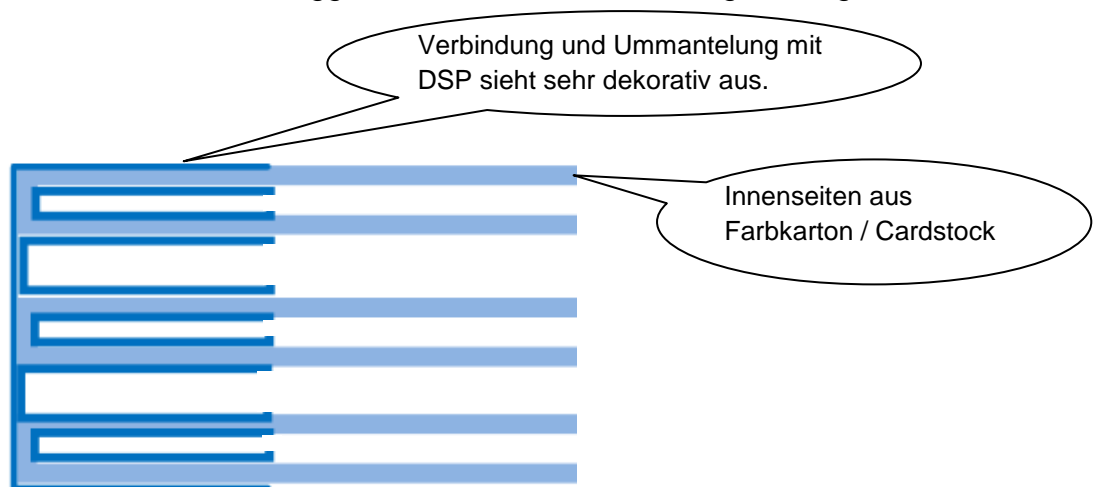 Verbindung und Ummantelung mit
DSP sieht sehr dekorativ aus.
Innenseiten aus
Farbkarton / Cardstock